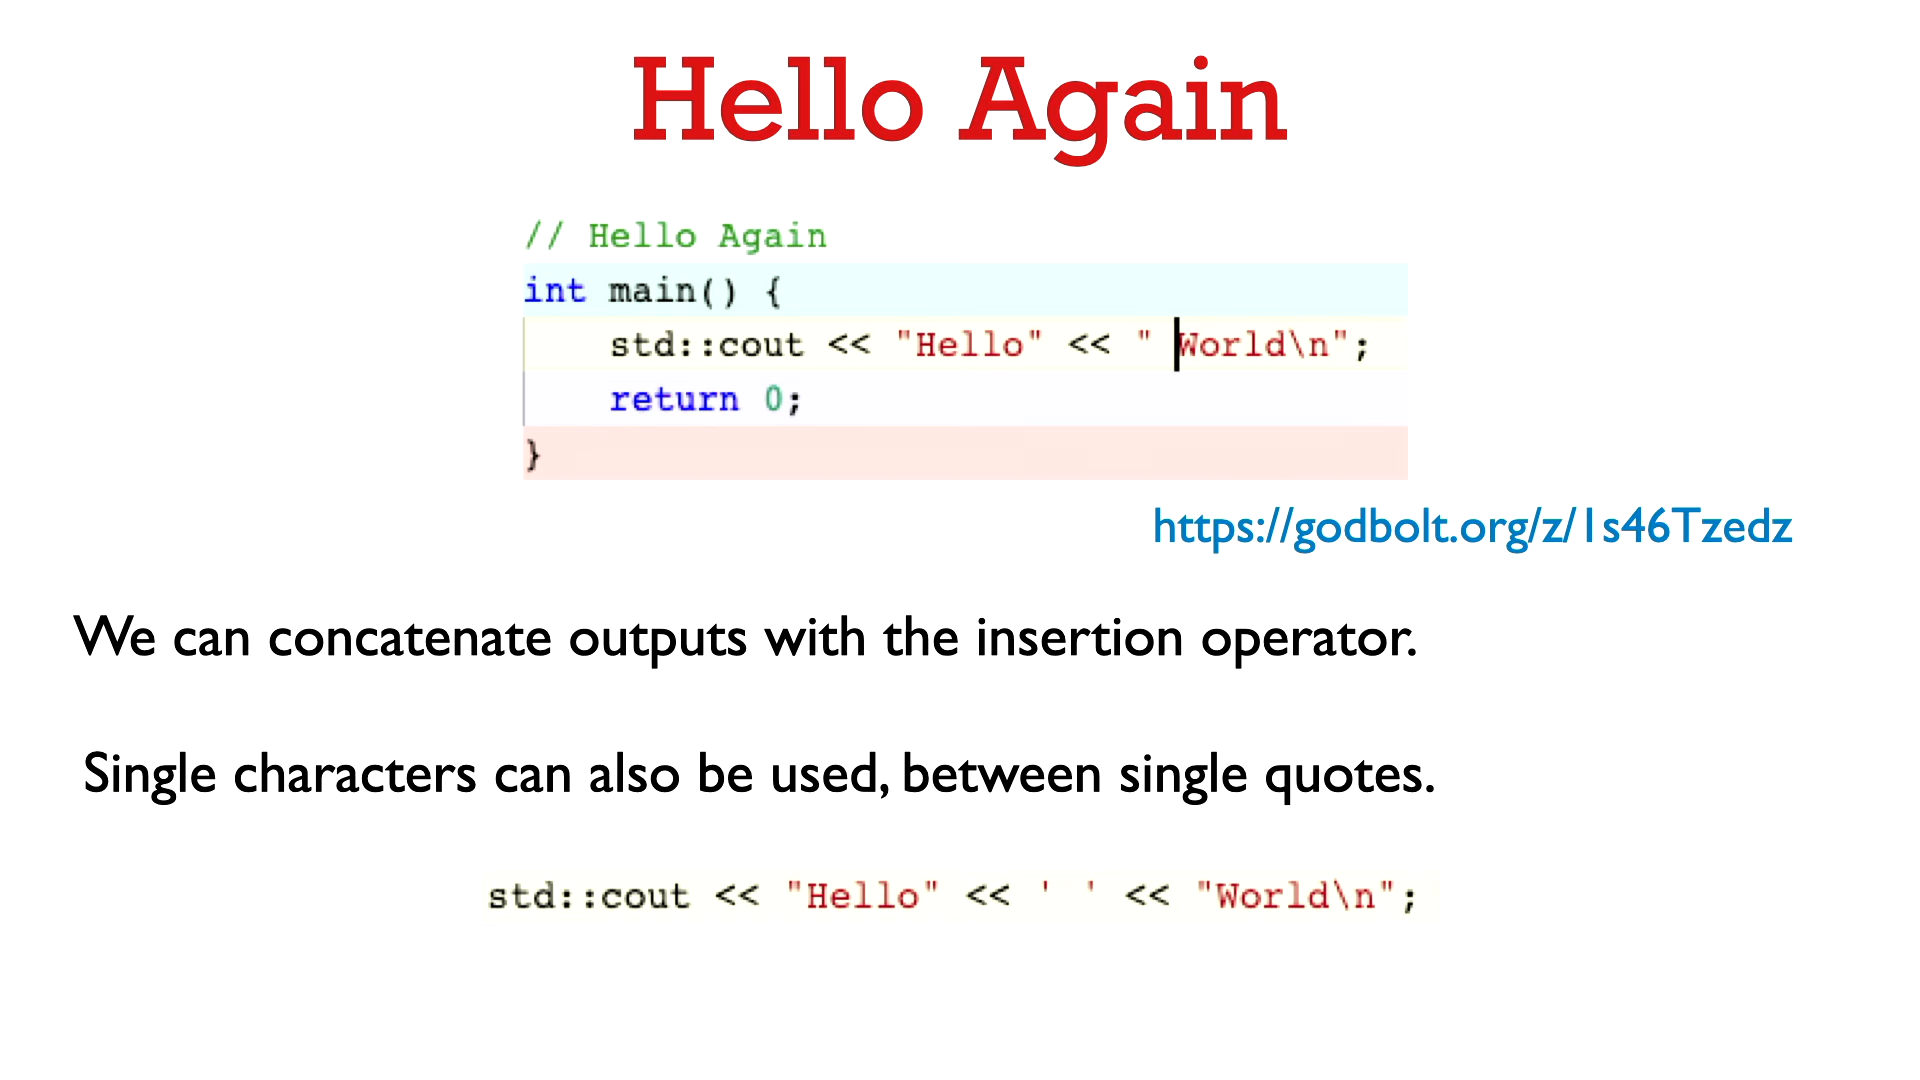 Hello Again
// Hello Again
int main() {
    std::cout << "Hello" << " World\n";
    return 0;
}
https://godbolt.org/z/1s46Tzedz
We can concatenate outputs with the insertion operator.
Single characters can also be used, between single quotes.
std::cout << "Hello" << ' ' << "World\n";